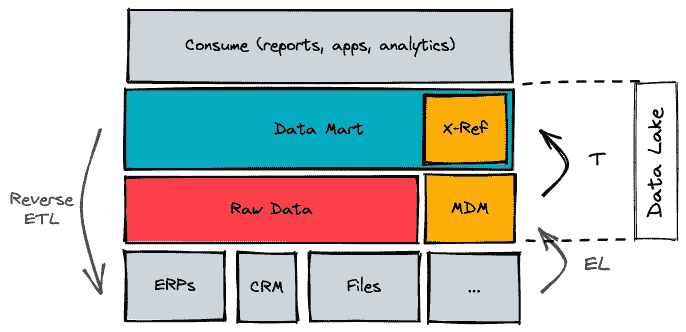 Consume (reports, apps, analytics)
Data Mart
X-Ref
T
Data Lake
Reverse
ETL
Raw Data
MDM
EL
ERPs
CRM
Files
...